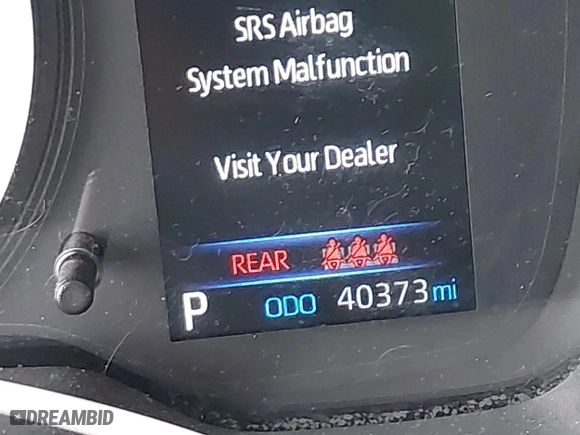 SRS Airbag
System Malfunction
Visit Your Dealer
REAR
P ODO 40373 mi
DREAMBID